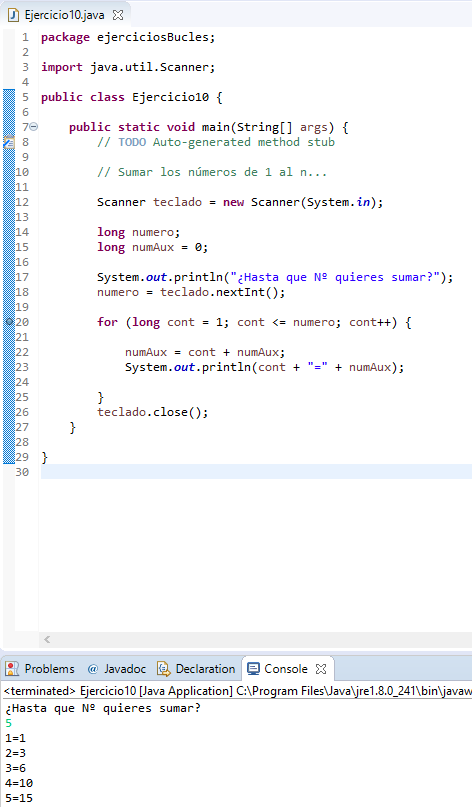 Ejercicio10.java
1 package ejerciciosBucles;
2
3 import java.util.Scanner;
4
5 public class Ejercicio10 {
6
7 public static void main(String[] args) {
8 // TODO Auto-generated method stub
9
10 // Sumar los números de 1 al n...
11
12 Scanner teclado = new Scanner(System.in);
13
14 long numero;
15 long numAux = 0;
16
17 System.out.println("¿Hasta que Nº quieres sumar?");
18 numero = teclado.nextInt();
19
20 for (long cont = 1; cont <= numero; cont++) {
21
22 numAux = cont + numAux;
23 System.out.println(cont + "=" + numAux);
24
25 }
26 teclado.close();
27 }
28
29 }
30
Problems @ Javadoc Declaration Console
<terminated> Ejercicio10 [Java Application] C:\Program Files\Java\jre1.8.0_241\bin\javaw
¿Hasta que Nº quieres sumar?
5
1=1
2=3
3=6
4=10
5=15